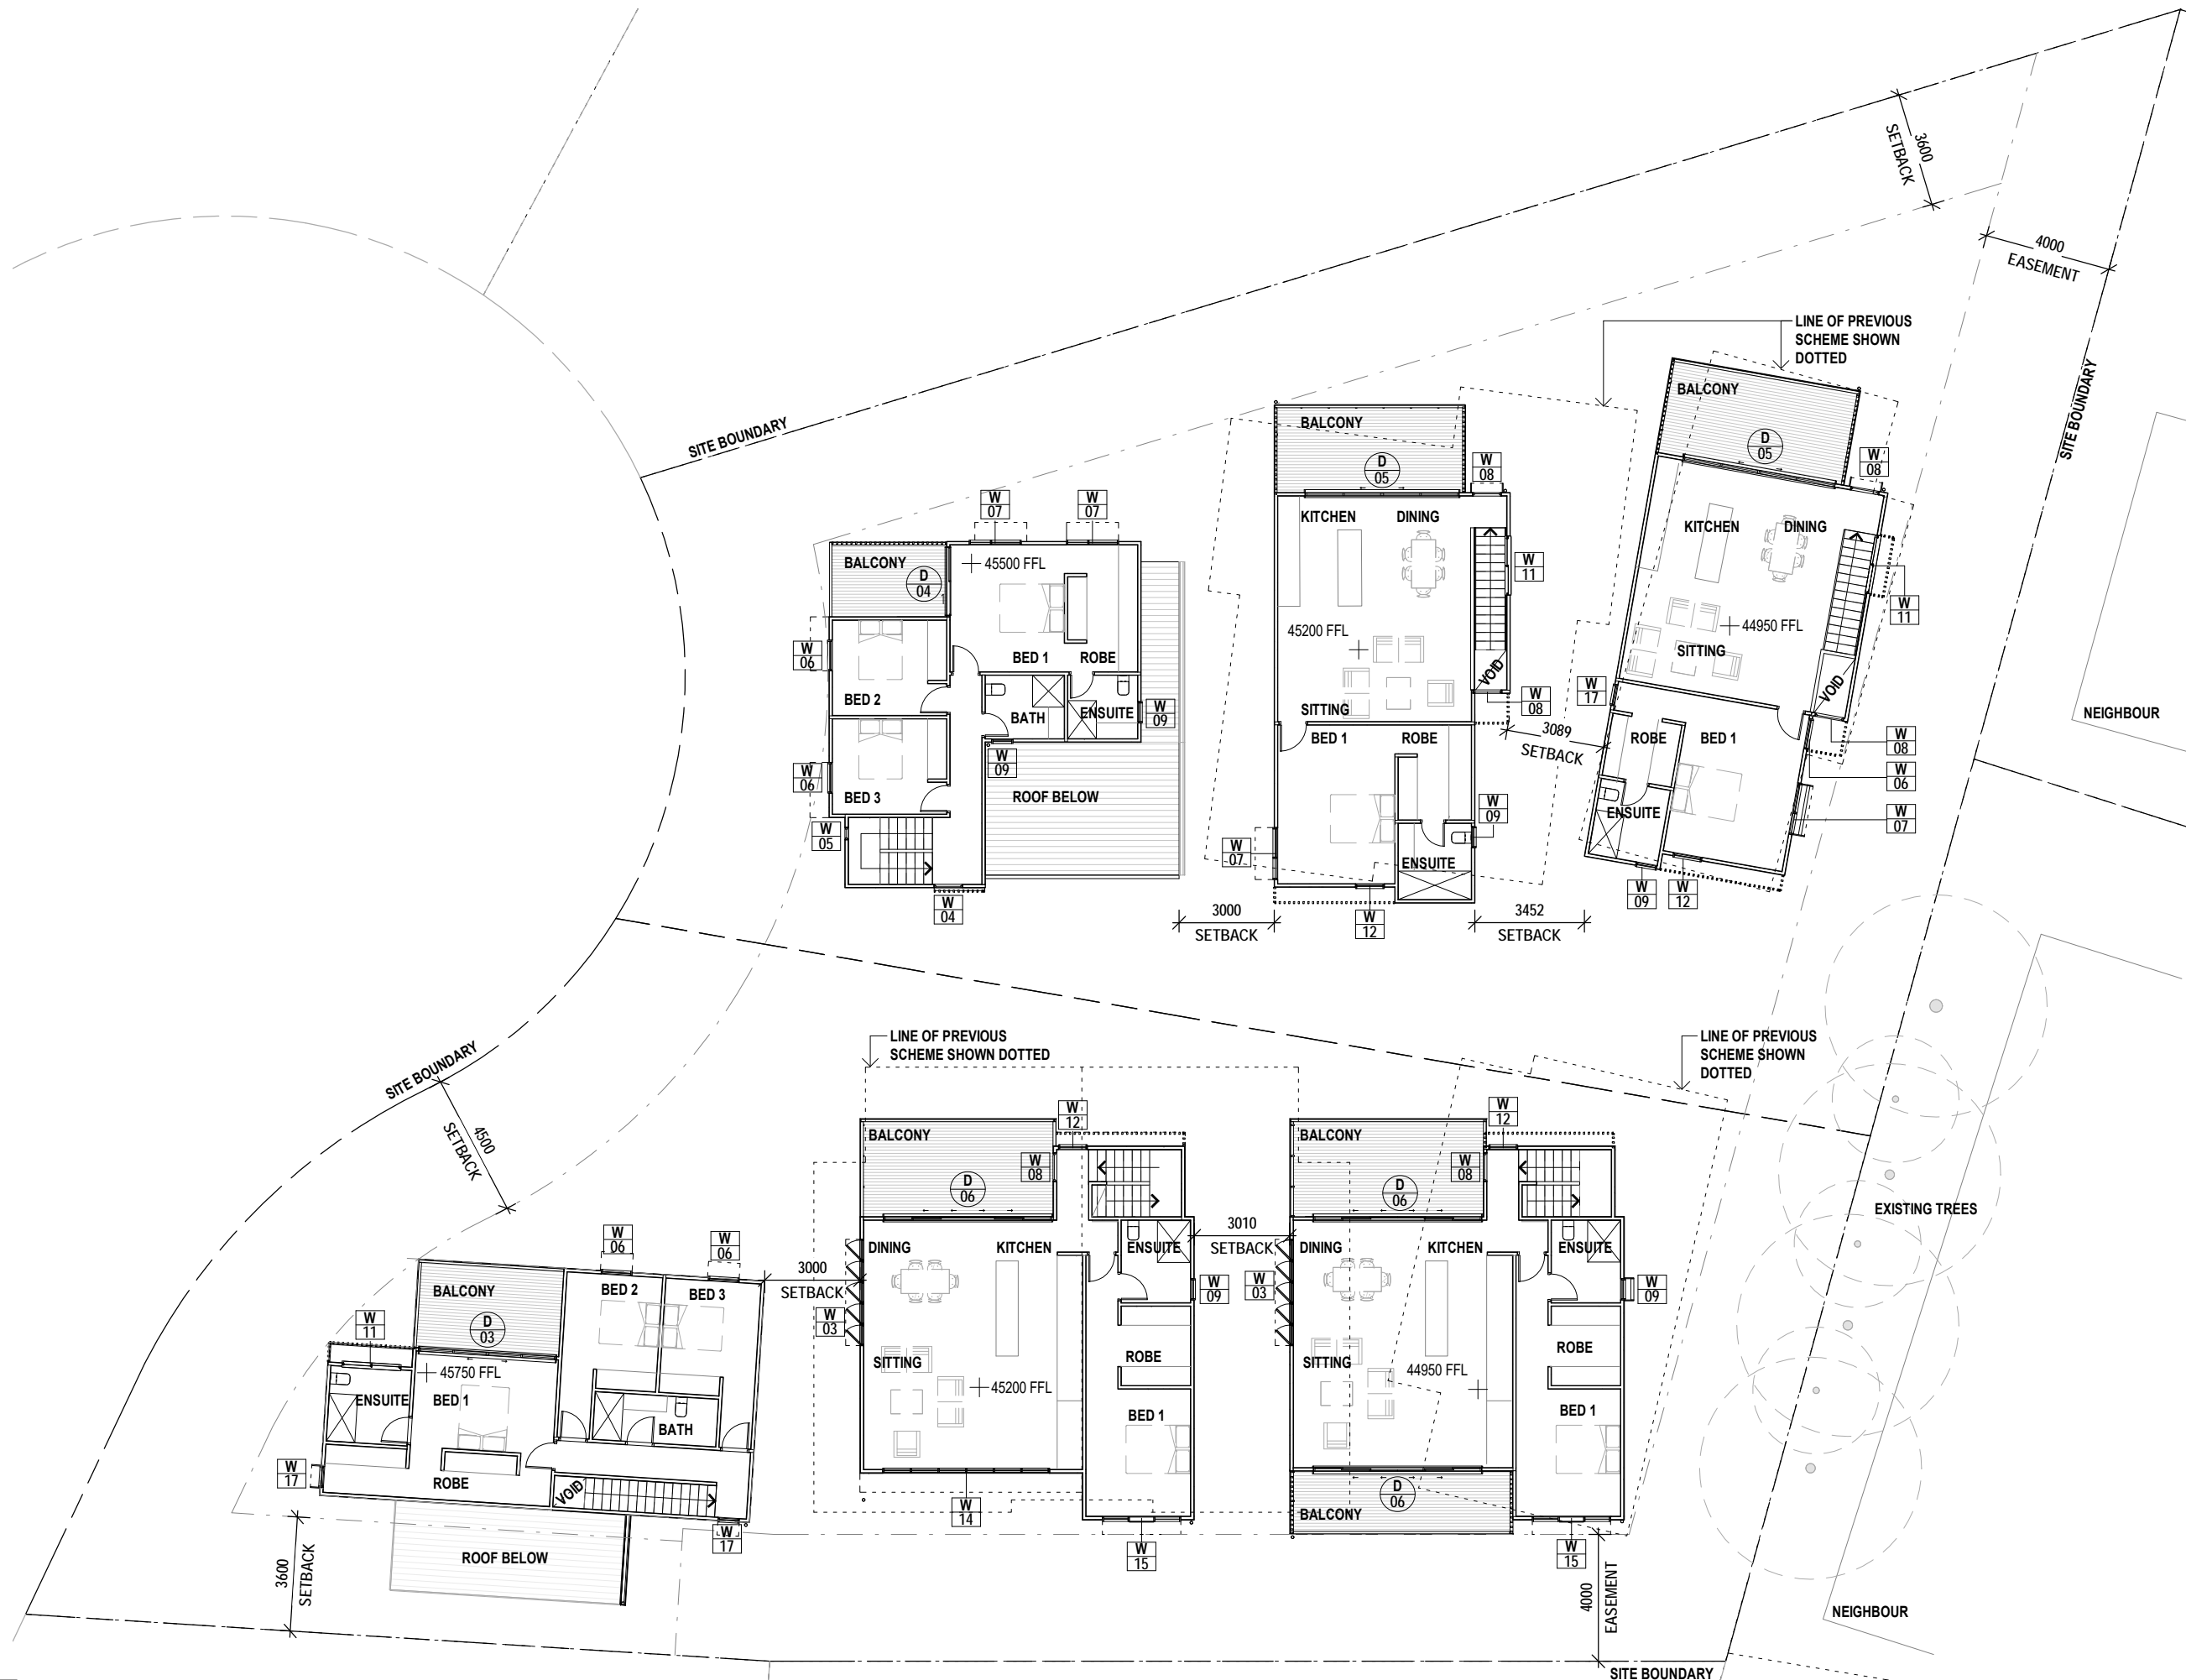 3600
SETBACK
4000
EASEMENT
LINE OF PREVIOUS
SCHEME SHOWN
DOTTED
SITE BOUNDARY
SITE BOUNDARY
NEIGHBOUR
BALCONY
D
04
W
07
W
07
45500 FFL
BED 1
ROBE
W
06
BED 2
BATH
ENSUITE
W
09
W
09
W
06
BED 3
ROOF BELOW
W
05
W
04
BALCONY
D
05
W
08
KITCHEN
DINING
W
11
45200 FFL
VOID
SITTING
W
08
BED 1
ROBE
W
09
W
07
ENSUITE
W
12
3000
SETBACK
3452
SETBACK
3089
SETBACK
BALCONY
D
05
W
08
KITCHEN
DINING
W
11
44950 FFL
SITTING
W
17
VOID
ROBE
BED 1
W
08
W
06
W
07
ENSUITE
W
09
W
12
SITE BOUNDARY
4500
SETBACK
LINE OF PREVIOUS
SCHEME SHOWN DOTTED
LINE OF PREVIOUS
SCHEME SHOWN
DOTTED
EXISTING TREES
BALCONY
D
03
W
06
W
06
BED 2
BED 3
W
11
45750 FFL
ENSUITE
BED 1
BATH
W
17
ROBE
VOID
W
17
ROOF BELOW
3600
SETBACK
3000
SETBACK
BALCONY
D
06
W
12
W
08
DINING
KITCHEN
ENSUITE
W
03
W
09
SITTING
45200 FFL
ROBE
BED 1
W
14
W
15
3010
SETBACK
BALCONY
D
06
W
12
W
08
DINING
KITCHEN
ENSUITE
W
03
W
09
SITTING
44950 FFL
ROBE
BED 1
D
06
BALCONY
W
15
4000
EASEMENT
NEIGHBOUR
SITE BOUNDARY